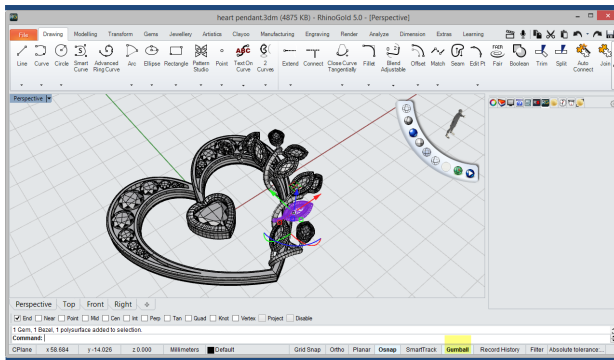 heart pendant.3dm (4875 KB) - RhinoGold 5.0 - [Perspective]
File Drawing Modelling Transform Gems Jewellery Artistics Clayoo Manufacturing Engraving Render Analyze Dimension Extras Learning
Line Curve Circle Smart Curve Advanced Ring Curve Arc Ellipse Rectangle Pattern Studio Point Text On Curve 2 Curves Extend Connect Close Curve Tangentially Fillet Blend Adjustable Offset Match Seam Edit Pt Fair Boolean Trim Split Auto Connect Join
Perspective
Perspective Top Front Right
End Near Point Mid Cen Int Perp Tan Quad Knot Vertex Project Disable
1 Gem, 1 Bezel, 1 polysurface added to selection.
Command:
CPlane x 58.684 y -14.026 z 0.000 Millimeters Default Grid Snap Ortho Planar Osnap SmartTrack Gemball Record History Filter Absolute tolerance:...